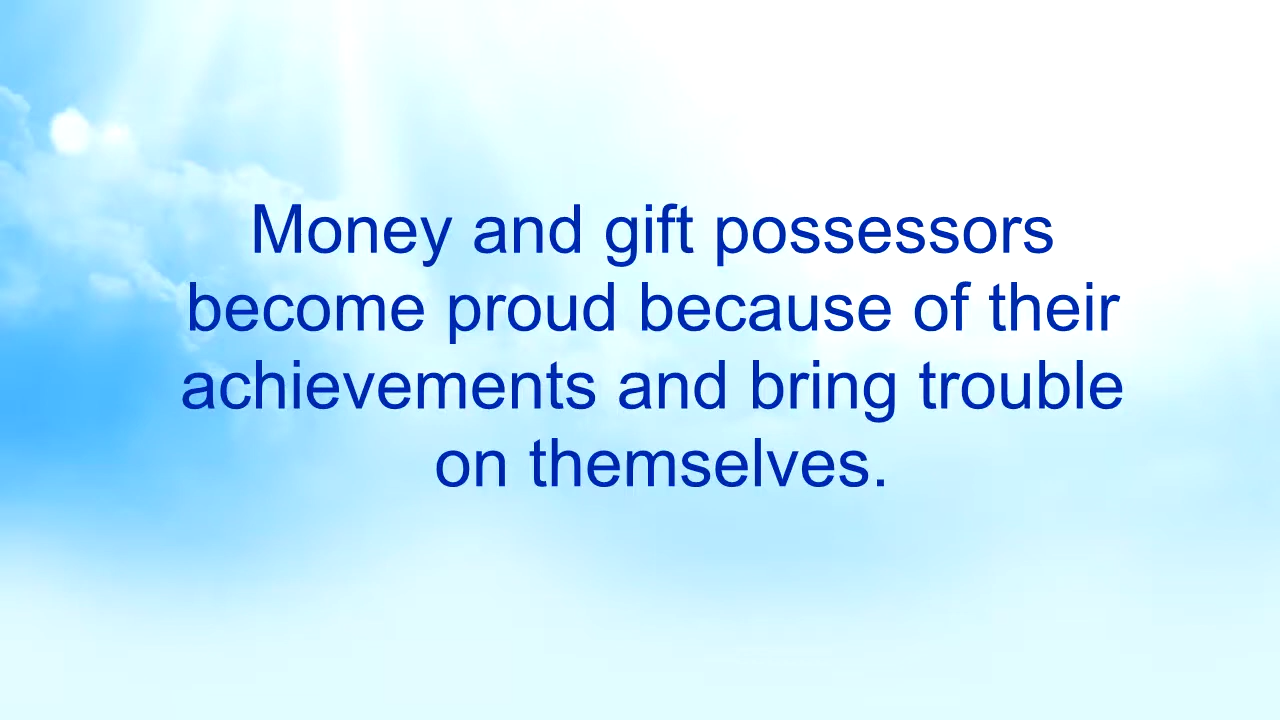 Money and gift possessors
become proud because of their
achievements and bring trouble
on themselves.